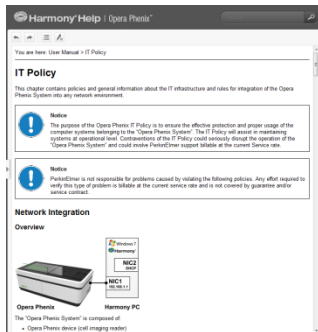 Harmony® Help | Opera Phenix™
You are here: User Manual > IT Policy
IT Policy
This chapter contains policies and general information about the IT infrastructure and rules for integration of the Opera
Phenix System into any network environment.
Notice
The purpose of the Opera Phenix IT Policy is to ensure the effective protection and proper usage of the
computer systems belonging to the "Opera Phenix System". The IT Policy will assist in maintaining
systems at operational level. Contraventions of the IT Policy could seriously disrupt the operation of the
"Opera Phenix System" and could involve PerkinElmer support billable at the current Service rate.
Notice
PerkinElmer is not responsible for problems caused by violating the following policies. Any effort required to
verify this type of problem is billable at the current service rate and is not covered by guarantee and/or
service contract.
Network Integration
Overview
Windows 7
Harmony
NIC2
DHCP
NIC1
Opera Phenix
Harmony PC
The "Opera Phenix System" is composed of:
• Opera Phenix device (cell imaging reader)